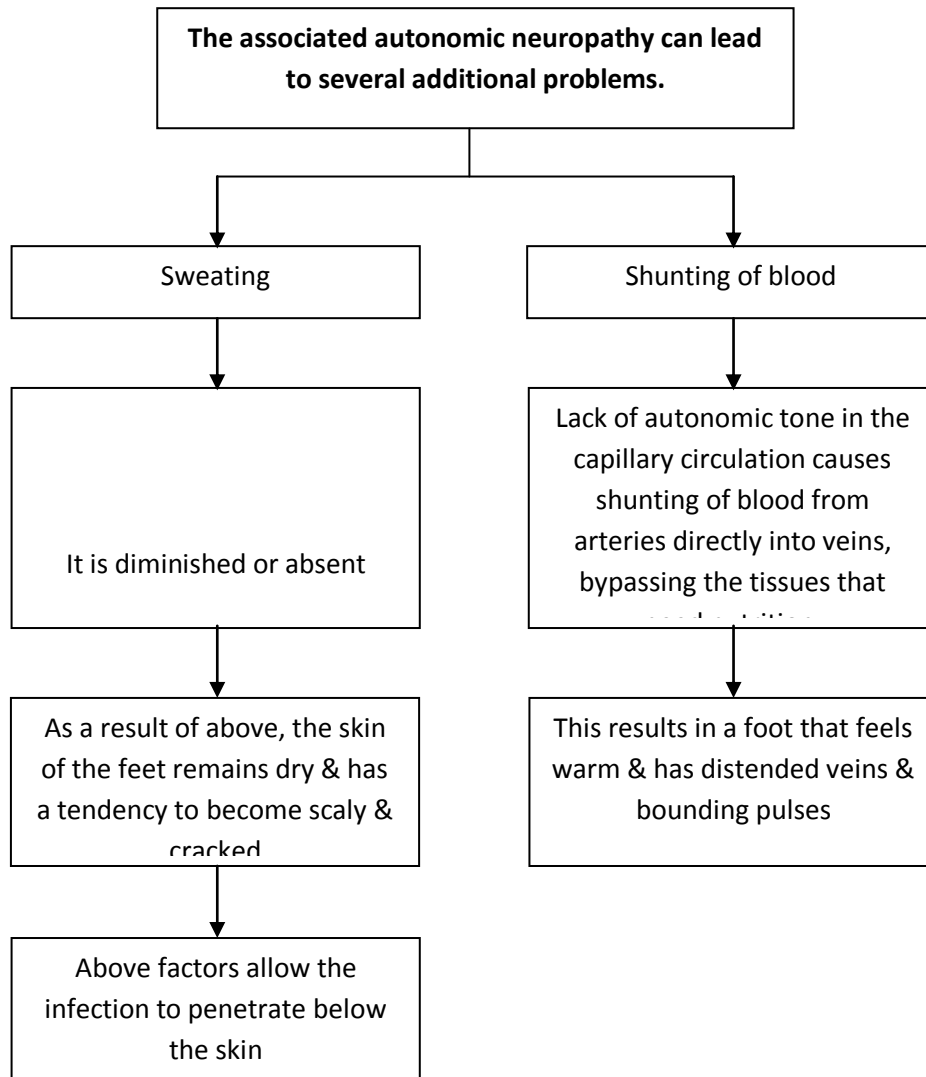 The associated autonomic neuropathy can lead
to several additional problems.
Sweating
Shunting of blood
It is diminished or absent
Lack of autonomic tone in the
capillary circulation causes
shunting of blood from
arteries directly into veins,
bypassing the tissues that
As a result of above, the skin
of the feet remains dry & has
a tendency to become scaly &
cracked
This results in a foot that feels
warm & has distended veins &
bounding pulses
Above factors allow the
infection to penetrate below
the skin